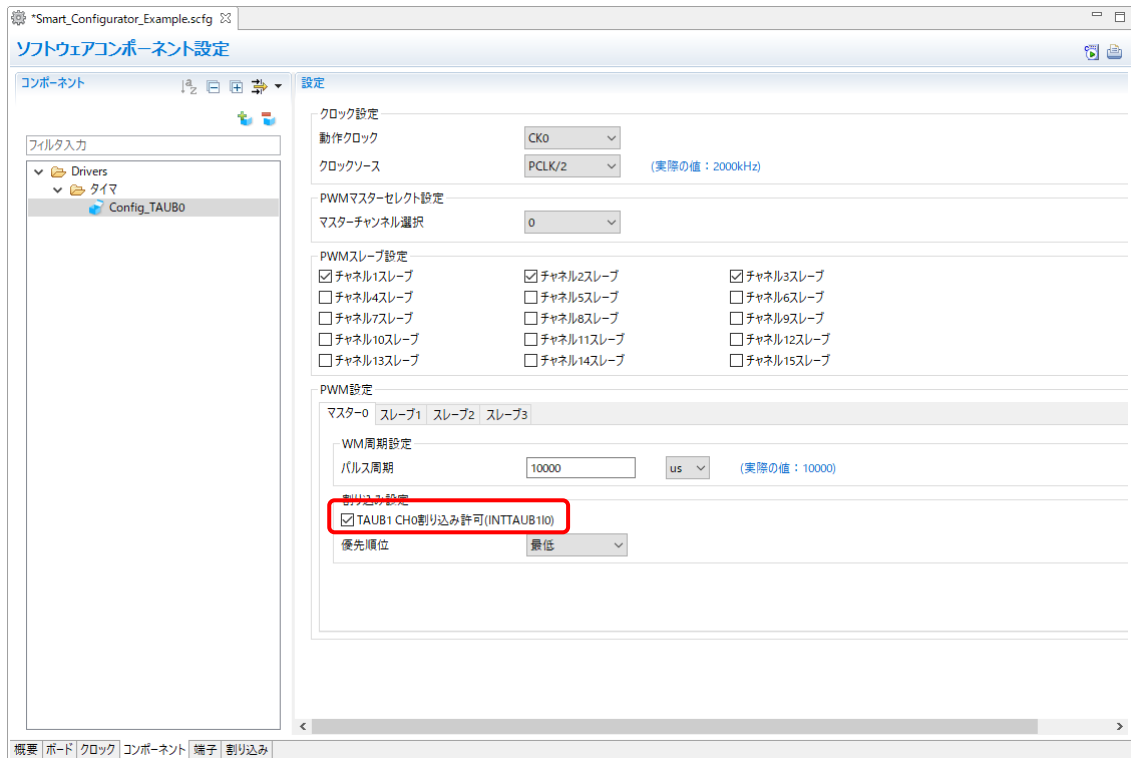 *Smart_Configurator_Example.scfg
ソフトウェアコンポーネント設定
コンポーネント
フィルタ入力
Drivers
タイマ
Config_TAUB0
設定
クロック設定
動作クロック CK0
クロックソース PCLK/2 (実際の値：2000kHz)
PWMマスターセレクト設定
マスターチャンネル選択 0
PWMスレーブ設定
チャネル1スレーブ チャネル2スレーブ チャネル3スレーブ
チャネル4スレーブ チャネル5スレーブ チャネル6スレーブ
チャネル7スレーブ チャネル8スレーブ チャネル9スレーブ
チャネル10スレーブ チャネル11スレーブ チャネル12スレーブ
チャネル13スレーブ チャネル14スレーブ チャネル15スレーブ
PWM設定
マスター0 スレーブ1 スレーブ2 スレーブ3
WM周期設定
パルス周期 10000 us (実際の値：10000)
割り込み設定
TAUB1 CH0割り込み許可(INTTAUB1I0)
優先順位 最低
概要 ボード クロック コンポーネント 端子 割り込み